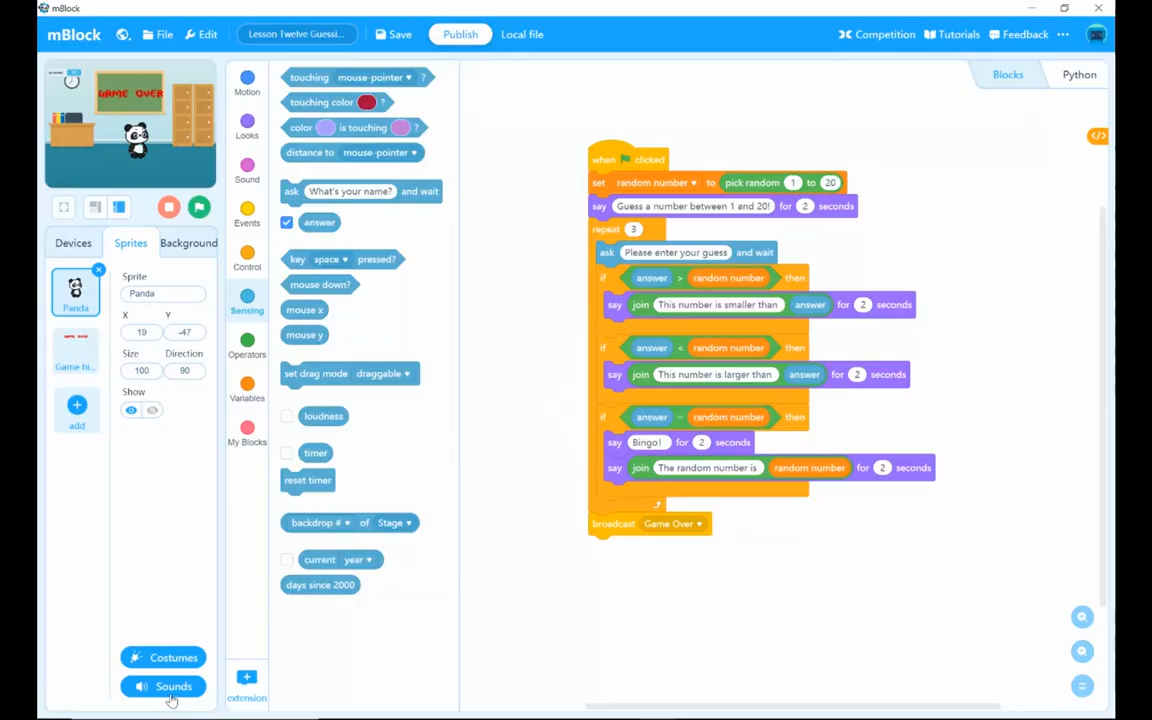 mBlock
mBlock
File
Edit
Lesson Twelve Guessi...
Save
Publish
Local file
Competition
Tutorials
Feedback
GAME OVER
Devices
Sprites
Background
Panda
Game hi...
add
Sprite
Panda
X
Y
19
-47
Size
Direction
100
90
Show
Costumes
Sounds
Motion
Looks
Sound
Events
Control
Sensing
Operators
Variables
My Blocks
extension
touching mouse-pointer ?
touching color ?
color is touching ?
distance to mouse-pointer
ask What's your name? and wait
answer
key space pressed?
mouse down?
mouse x
mouse y
set drag mode draggable
loudness
timer
reset timer
backdrop # of Stage
current year
days since 2000
Blocks
Python
</>
when clicked
set random number to pick random 1 to 20
say Guess a number between 1 and 20! for 2 seconds
repeat 3
ask Please enter your guess and wait
if answer > random number then
say join This number is smaller than answer for 2 seconds
if answer < random number then
say join This number is larger than answer for 2 seconds
if answer = random number then
say Bingo! for 2 seconds
say join The random number is random number for 2 seconds
broadcast Game Over